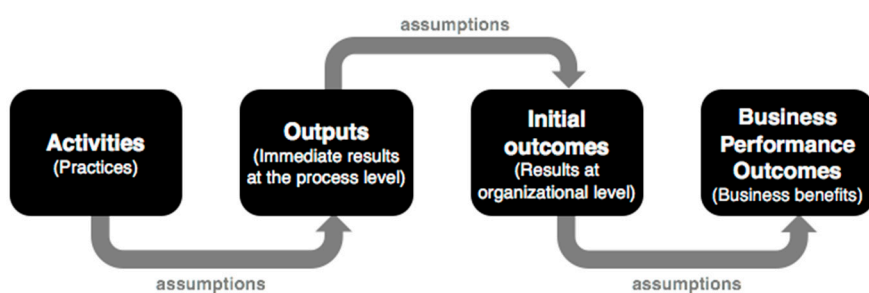 assumptions
Activities
(Practices)
Outputs
(Immediate results
at the process level)
Initial
outcomes
(Results at
organizational level)
Business
Performance
Outcomes
(Business benefits)
assumptions
assumptions